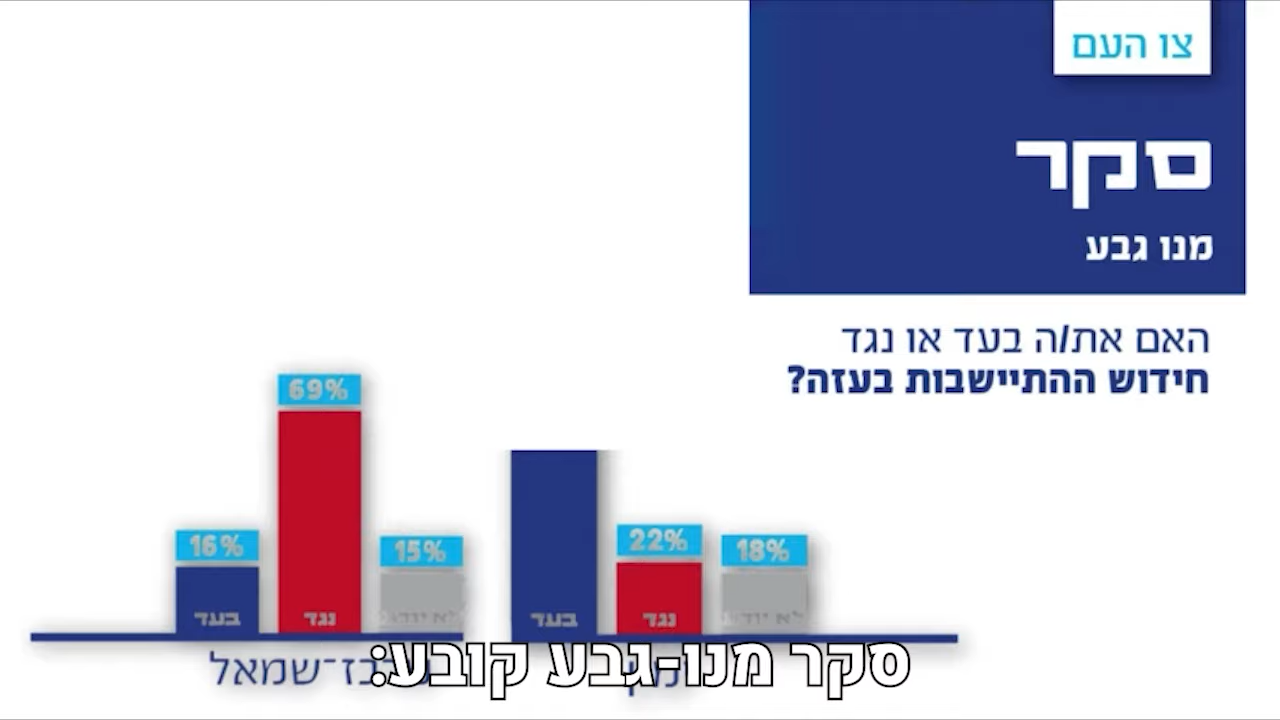 צו העם
סקר
מנו גבע
האם את/ה בעד או נגד
חידוש ההתיישבות בעזה?
69%
16%
15%
22%
18%
בעד
נגד
בעד
נגד
סקר מנו-גבע קובע: